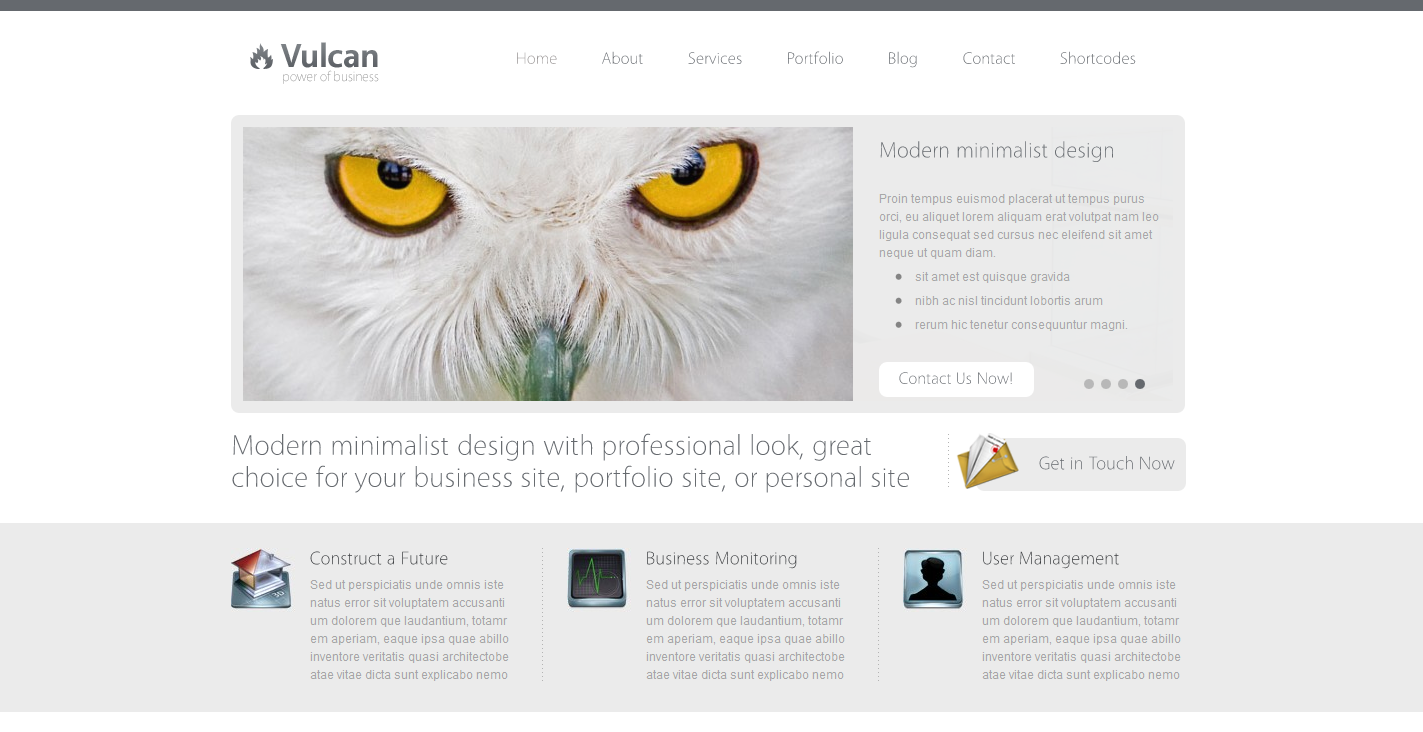 Vulcan
power of business
Home
About
Services
Portfolio
Blog
Contact
Shortcodes
Modern minimalist design
Proin tempus euismod placerat ut tempus purus
orci, eu aliquet lorem aliquam erat volutpat nam leo
ligula consequat sed cursus nec eleifend sit amet
neque ut quam diam.
sit amet est quisque gravida
nibh ac nisl tincidunt lobortis arum
rerum hic tenetur consequuntur magni.
Contact Us Now!
Modern minimalist design with professional look, great
choice for your business site, portfolio site, or personal site
Get in Touch Now
Construct a Future
Sed ut perspiciatis unde omnis iste
natus error sit voluptatem accusanti
um dolorem que laudantium, totamr
em aperiam, eaque ipsa quae abillo
inventore veritatis quasi architectobe
atae vitae dicta sunt explicabo nemo
3D
Business Monitoring
Sed ut perspiciatis unde omnis iste
natus error sit voluptatem accusanti
um dolorem que laudantium, totamr
em aperiam, eaque ipsa quae abillo
inventore veritatis quasi architectobe
atae vitae dicta sunt explicabo nemo
User Management
Sed ut perspiciatis unde omnis iste
natus error sit voluptatem accusanti
um dolorem que laudantium, totamr
em aperiam, eaque ipsa quae abillo
inventore veritatis quasi architectobe
atae vitae dicta sunt explicabo nemo